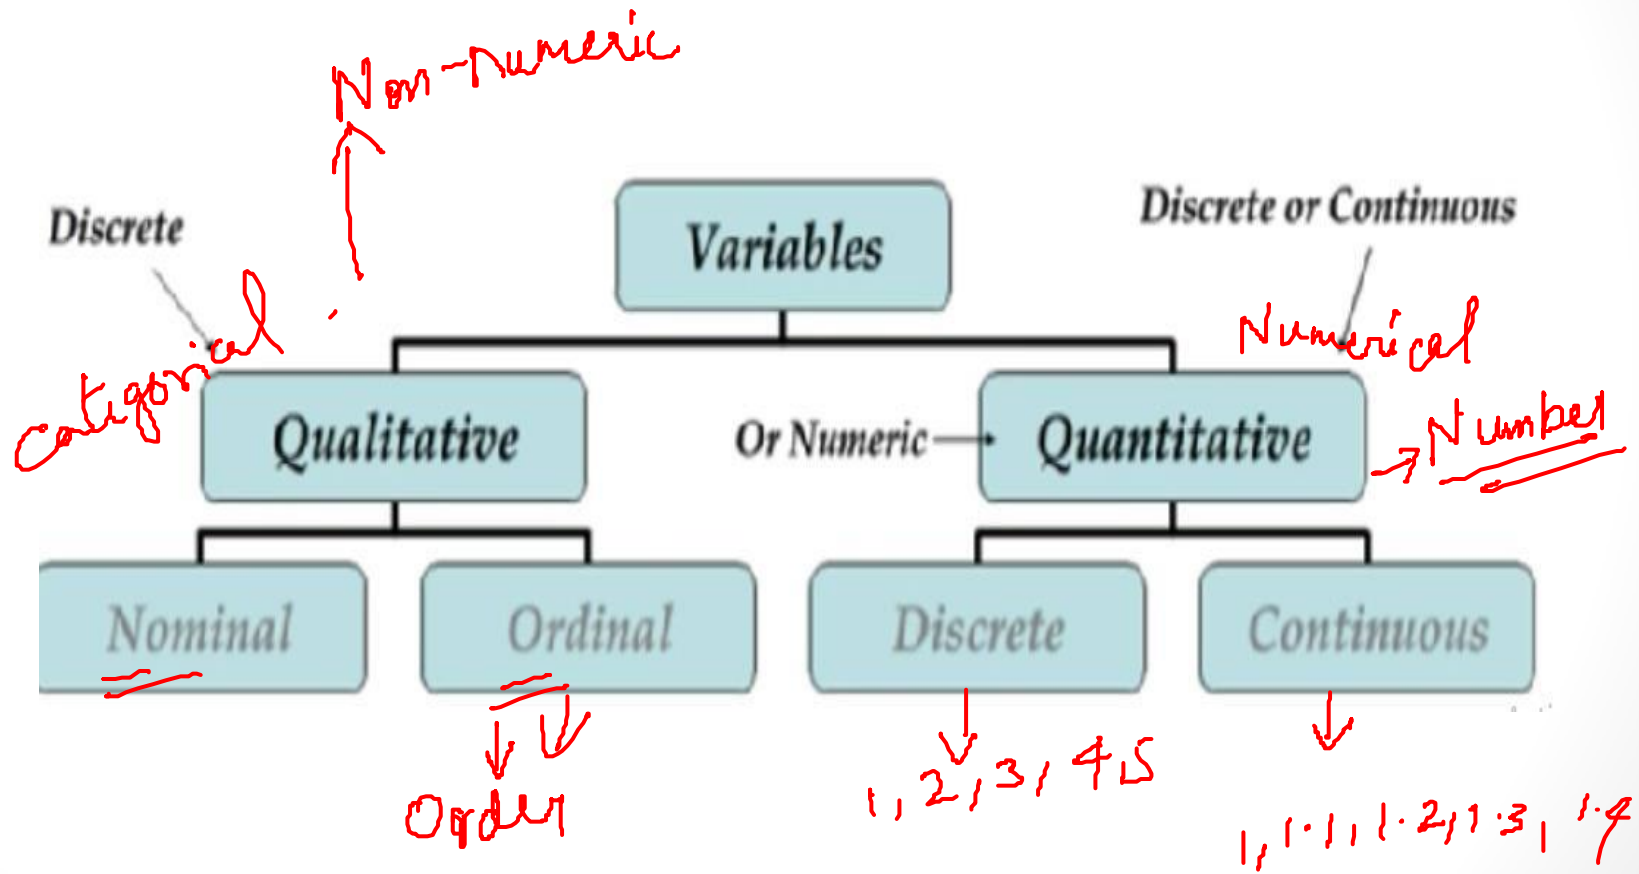 Non-numeric
Discrete
Variables
Discrete or Continuous
Categorical
Numerical
Qualitative
Or Numeric
Quantitative
Number
Nominal
Ordinal
Discrete
Continuous
Order
1, 2, 3, 4, 5
1, 1.1, 1.2, 1.3, 1.4